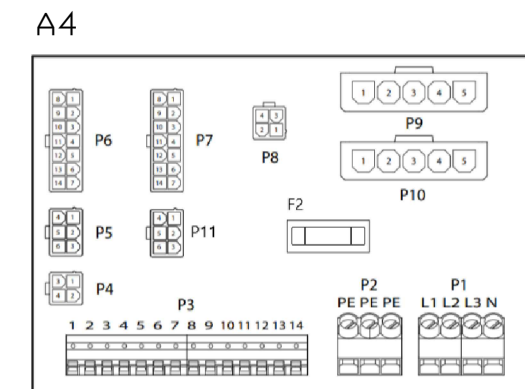 A4
8 1
9 2
10 3
11 4
12 5
13 6
14 7
P6
8 1
9 2
10 3
11 4
12 5
13 6
14 7
P7
4 3
2 1
P8
1 2 3 4 5
P9
1 2 3 4 5
P10
4 1
5 2
6 3
P5
4 1
5 2
6 3
P11
F2
3 1
4 2
P4
P3
1 2 3 4 5 6 7 8 9 10 11 12 13 14
P2
PE PE PE
P1
L1 L2 L3 N